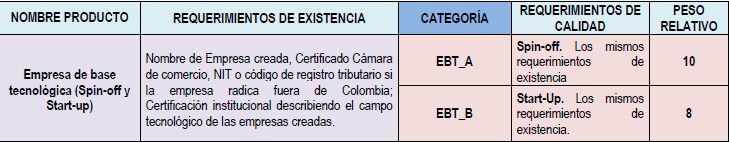 NOMBRE PRODUCTO
REQUERIMIENTOS DE EXISTENCIA
CATEGORÍA
REQUERIMIENTOS DE
CALIDAD
PESO
RELATIVO
Empresa de base
tecnológica (Spin-off y
Start-up)
Nombre de Empresa creada, Certificado Cámara
de comercio, NIT o código de registro tributario si
la empresa radica fuera de Colombia;
Certificación institucional describiendo el campo
tecnológico de las empresas creadas.
EBT_A
Spin-off. Los mismos
requerimientos de
existencia
10
EBT_B
Start-Up. Los mismos
requerimientos de
existencia.
8